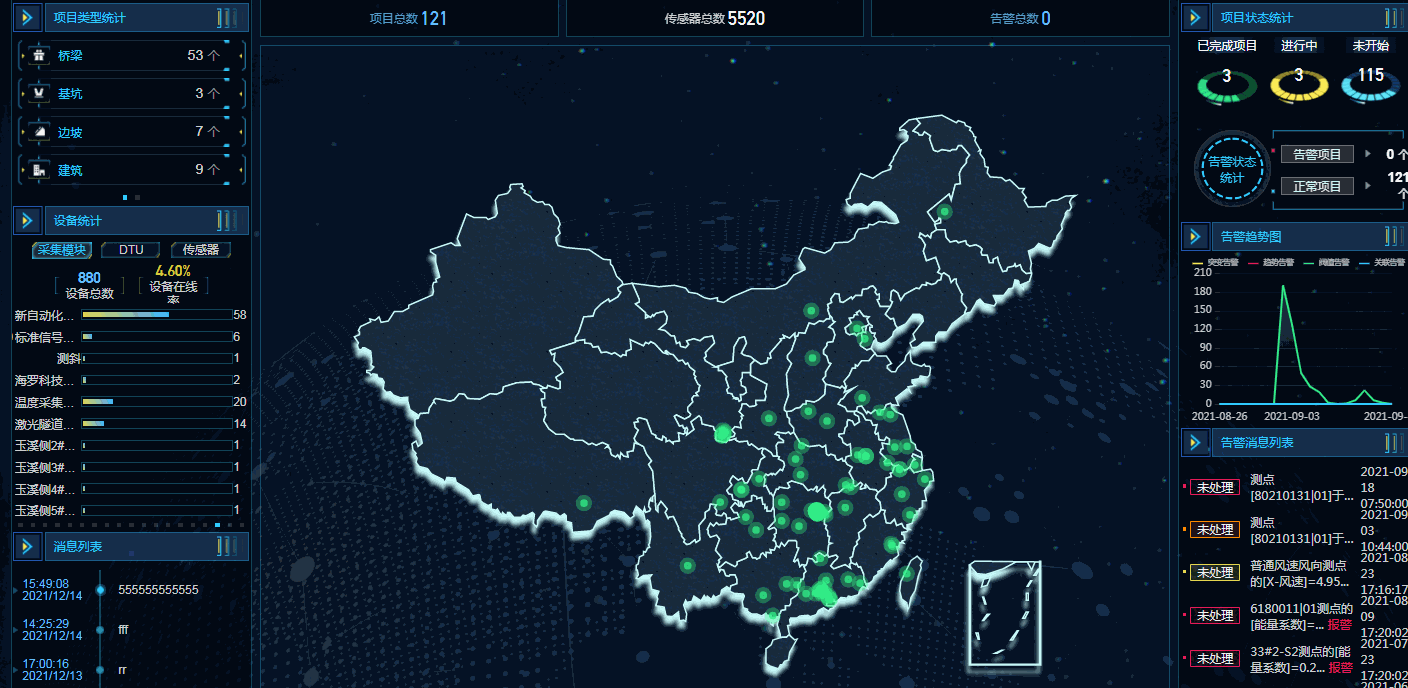 项目类型统计
桥梁 53 个
基坑 3 个
边坡 7 个
建筑 9 个
设备统计
采集模块 DTU 传感器
880
设备总数
4.60%
设备在线
率
新自动化... 58
标准信号... 6
测斜 1
海罗科技... 2
温度采集... 20
激光隧道... 14
玉溪侧2#... 1
玉溪侧3#... 1
玉溪侧4#... 1
玉溪侧5#... 1
消息列表
15:49:08
2021/12/14
555555555555
14:25:29
2021/12/14
fff
17:00:16
2021/12/13
rr
项目总数 121
传感器总数 5520
告警总数 0
项目状态统计
已完成项目 进行中 未开始
3 3 115
告警状态
统计
告警项目 0 个
正常项目 121
个
告警趋势图
突变告警 趋势告警 阈值告警 关联告警
210
180
150
120
90
60
30
0
2021-08-26 2021-09-03 2021-09-
告警消息列表
未处理
测点
[80210131|01]于...
2021-09
18
07:50:00
未处理
测点
[80210131|01]于...
2021-09
03
10:44:00
未处理
普通风速风向测点
的[X-风速]=4.95...
2021-08
23
17:16:17
未处理
6180011|01测点的
[能量系数]=... 报警
2021-08
09
17:20:02
未处理
33#2-S2测点的[能
量系数]=0.2... 报警
2021-07
23
17:20:02
2021-06